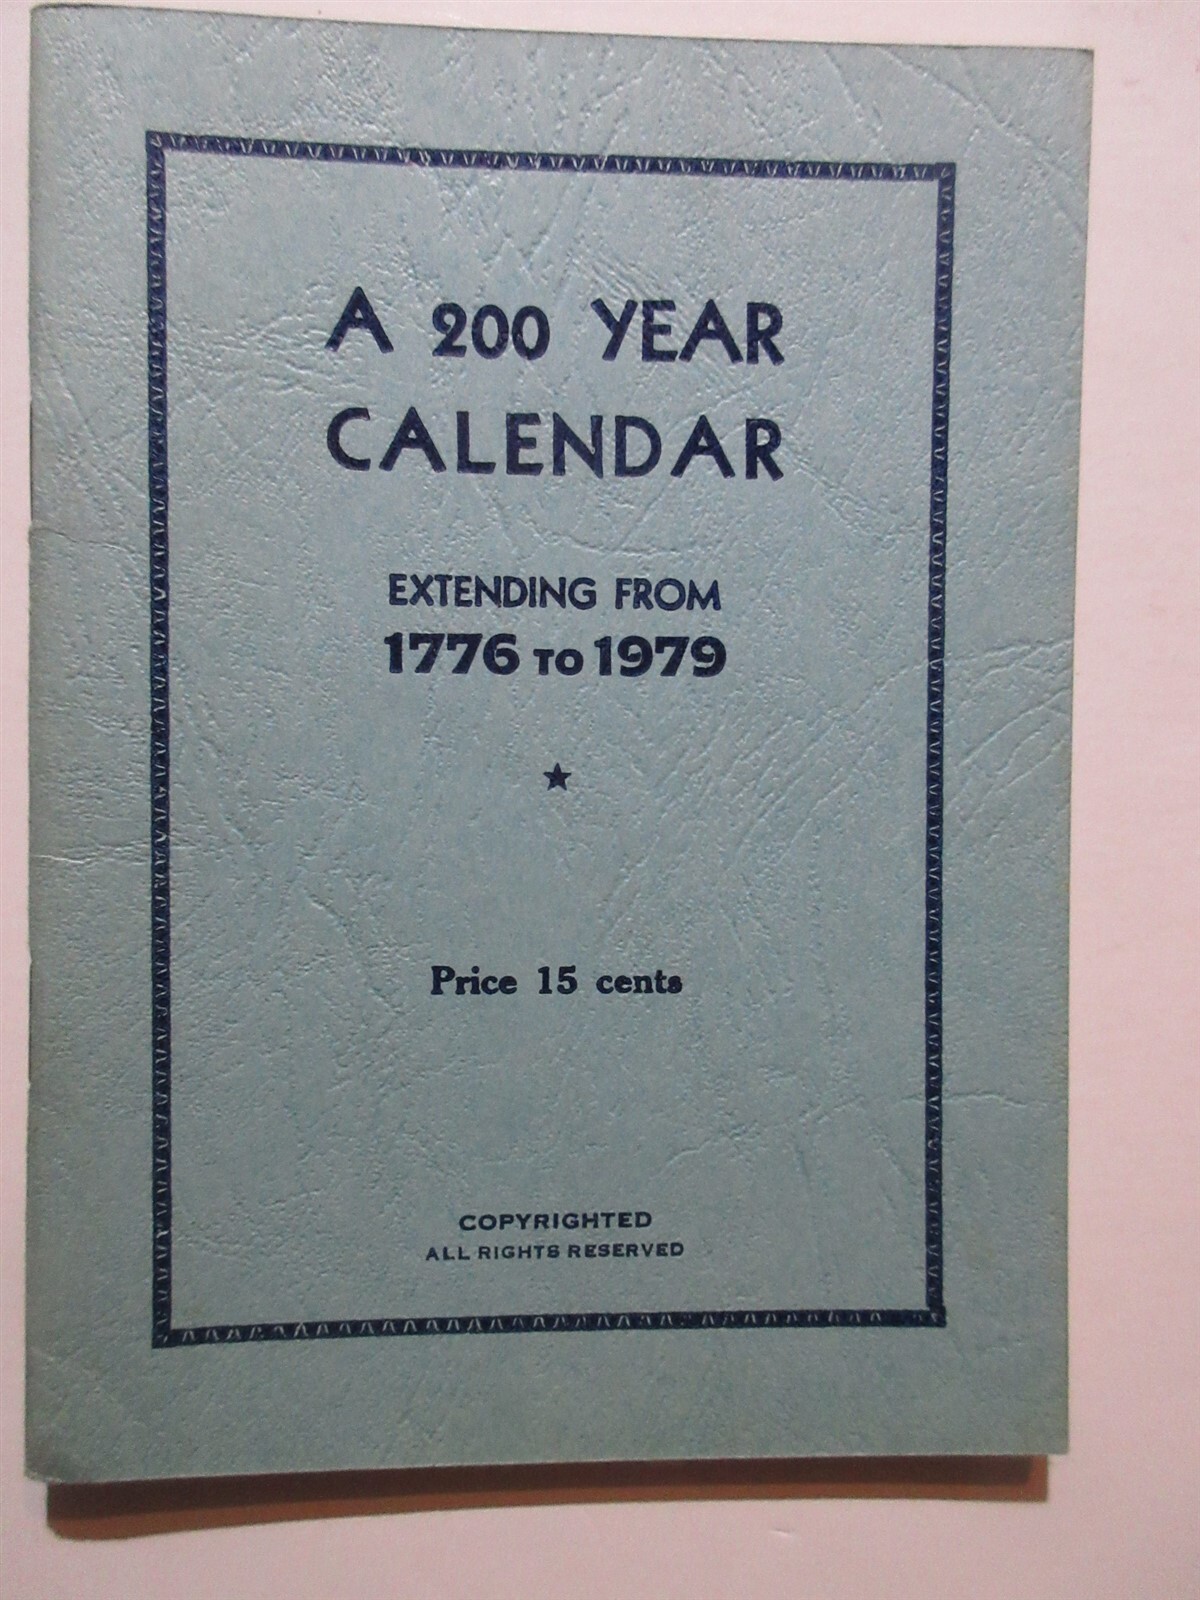 A 200 YEAR
CALENDAR
EXTENDING FROM
1776 TO 1979
Price 15 cents
COPYRIGHTED
ALL RIGHTS RESERVED